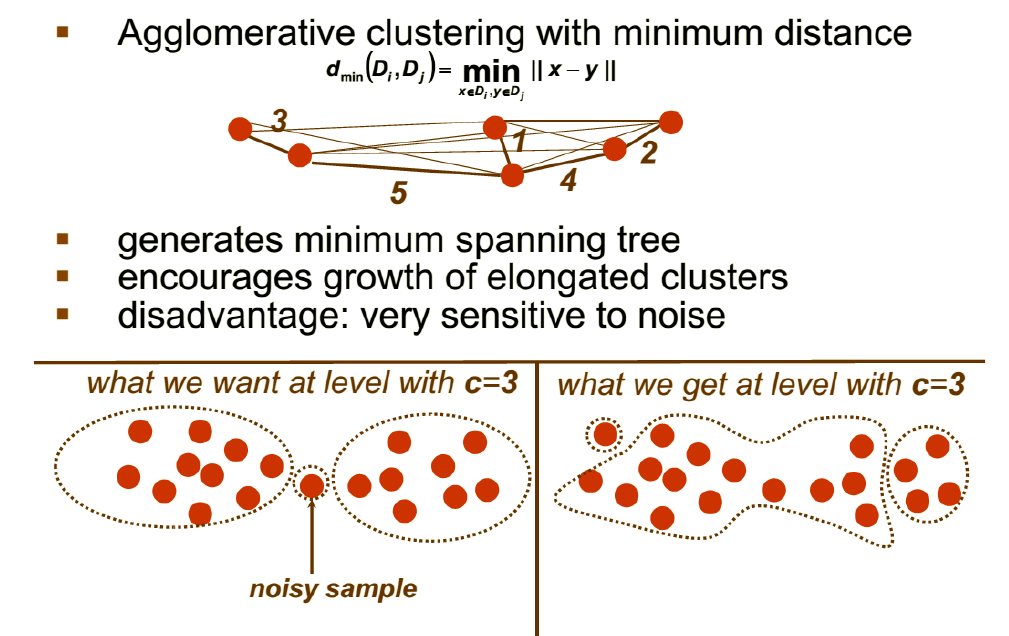 ▪ Agglomerative clustering with minimum distance
d_min(D_i, D_j) = min_{x∈D_i, y∈D_j} || x − y ||
3
1
2
4
5
▪ generates minimum spanning tree
▪ encourages growth of elongated clusters
▪ disadvantage: very sensitive to noise
what we want at level with c=3
what we get at level with c=3
noisy sample